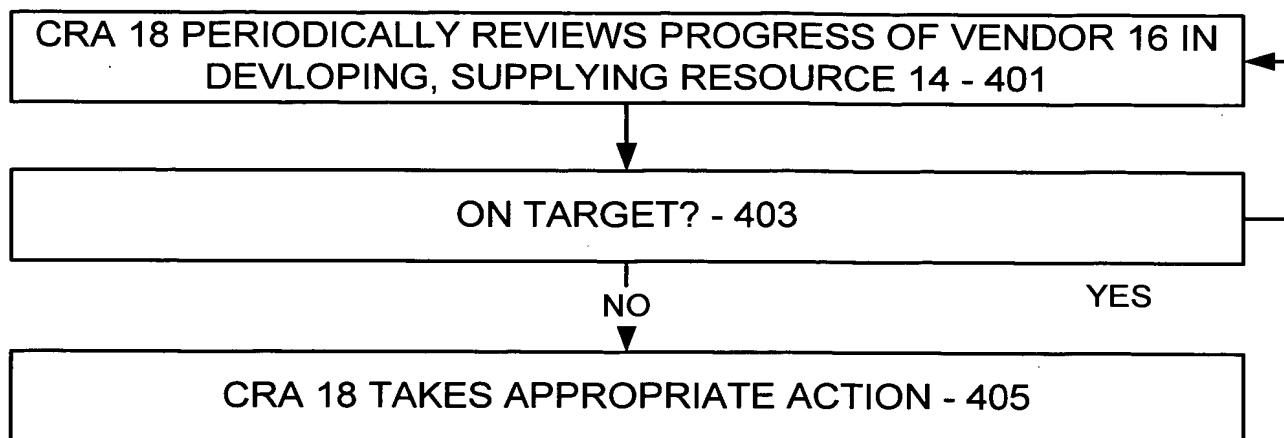 CRA 18 PERIODICALLY REVIEWS PROGRESS OF VENDOR 16 IN
DEVLOPING, SUPPLYING RESOURCE 14 - 401
ON TARGET? - 403
NO
YES
CRA 18 TAKES APPROPRIATE ACTION - 405